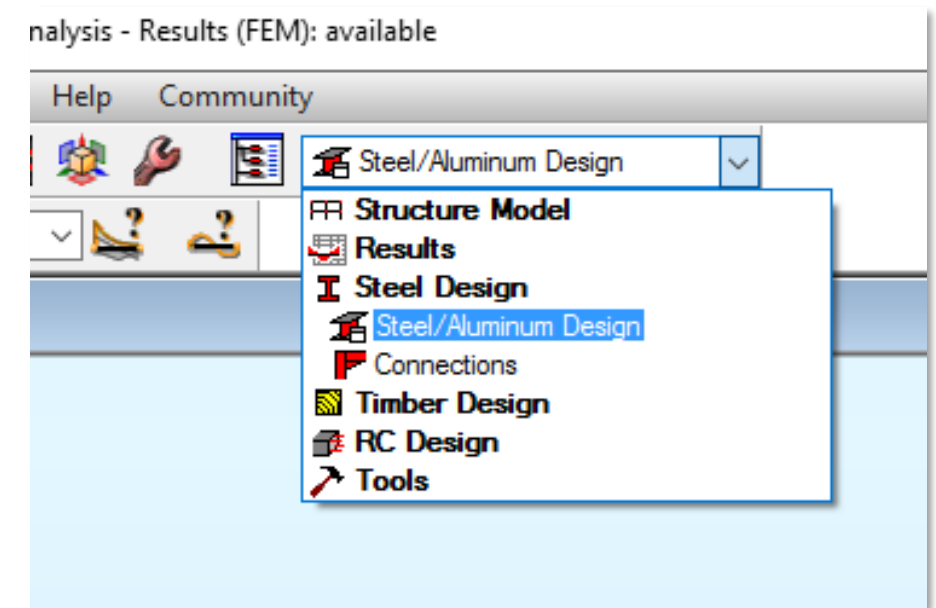 nalysis - Results (FEM): available
Help Community
Steel/Aluminum Design
Structure Model
Results
Steel Design
Steel/Aluminum Design
Connections
Timber Design
RC Design
Tools